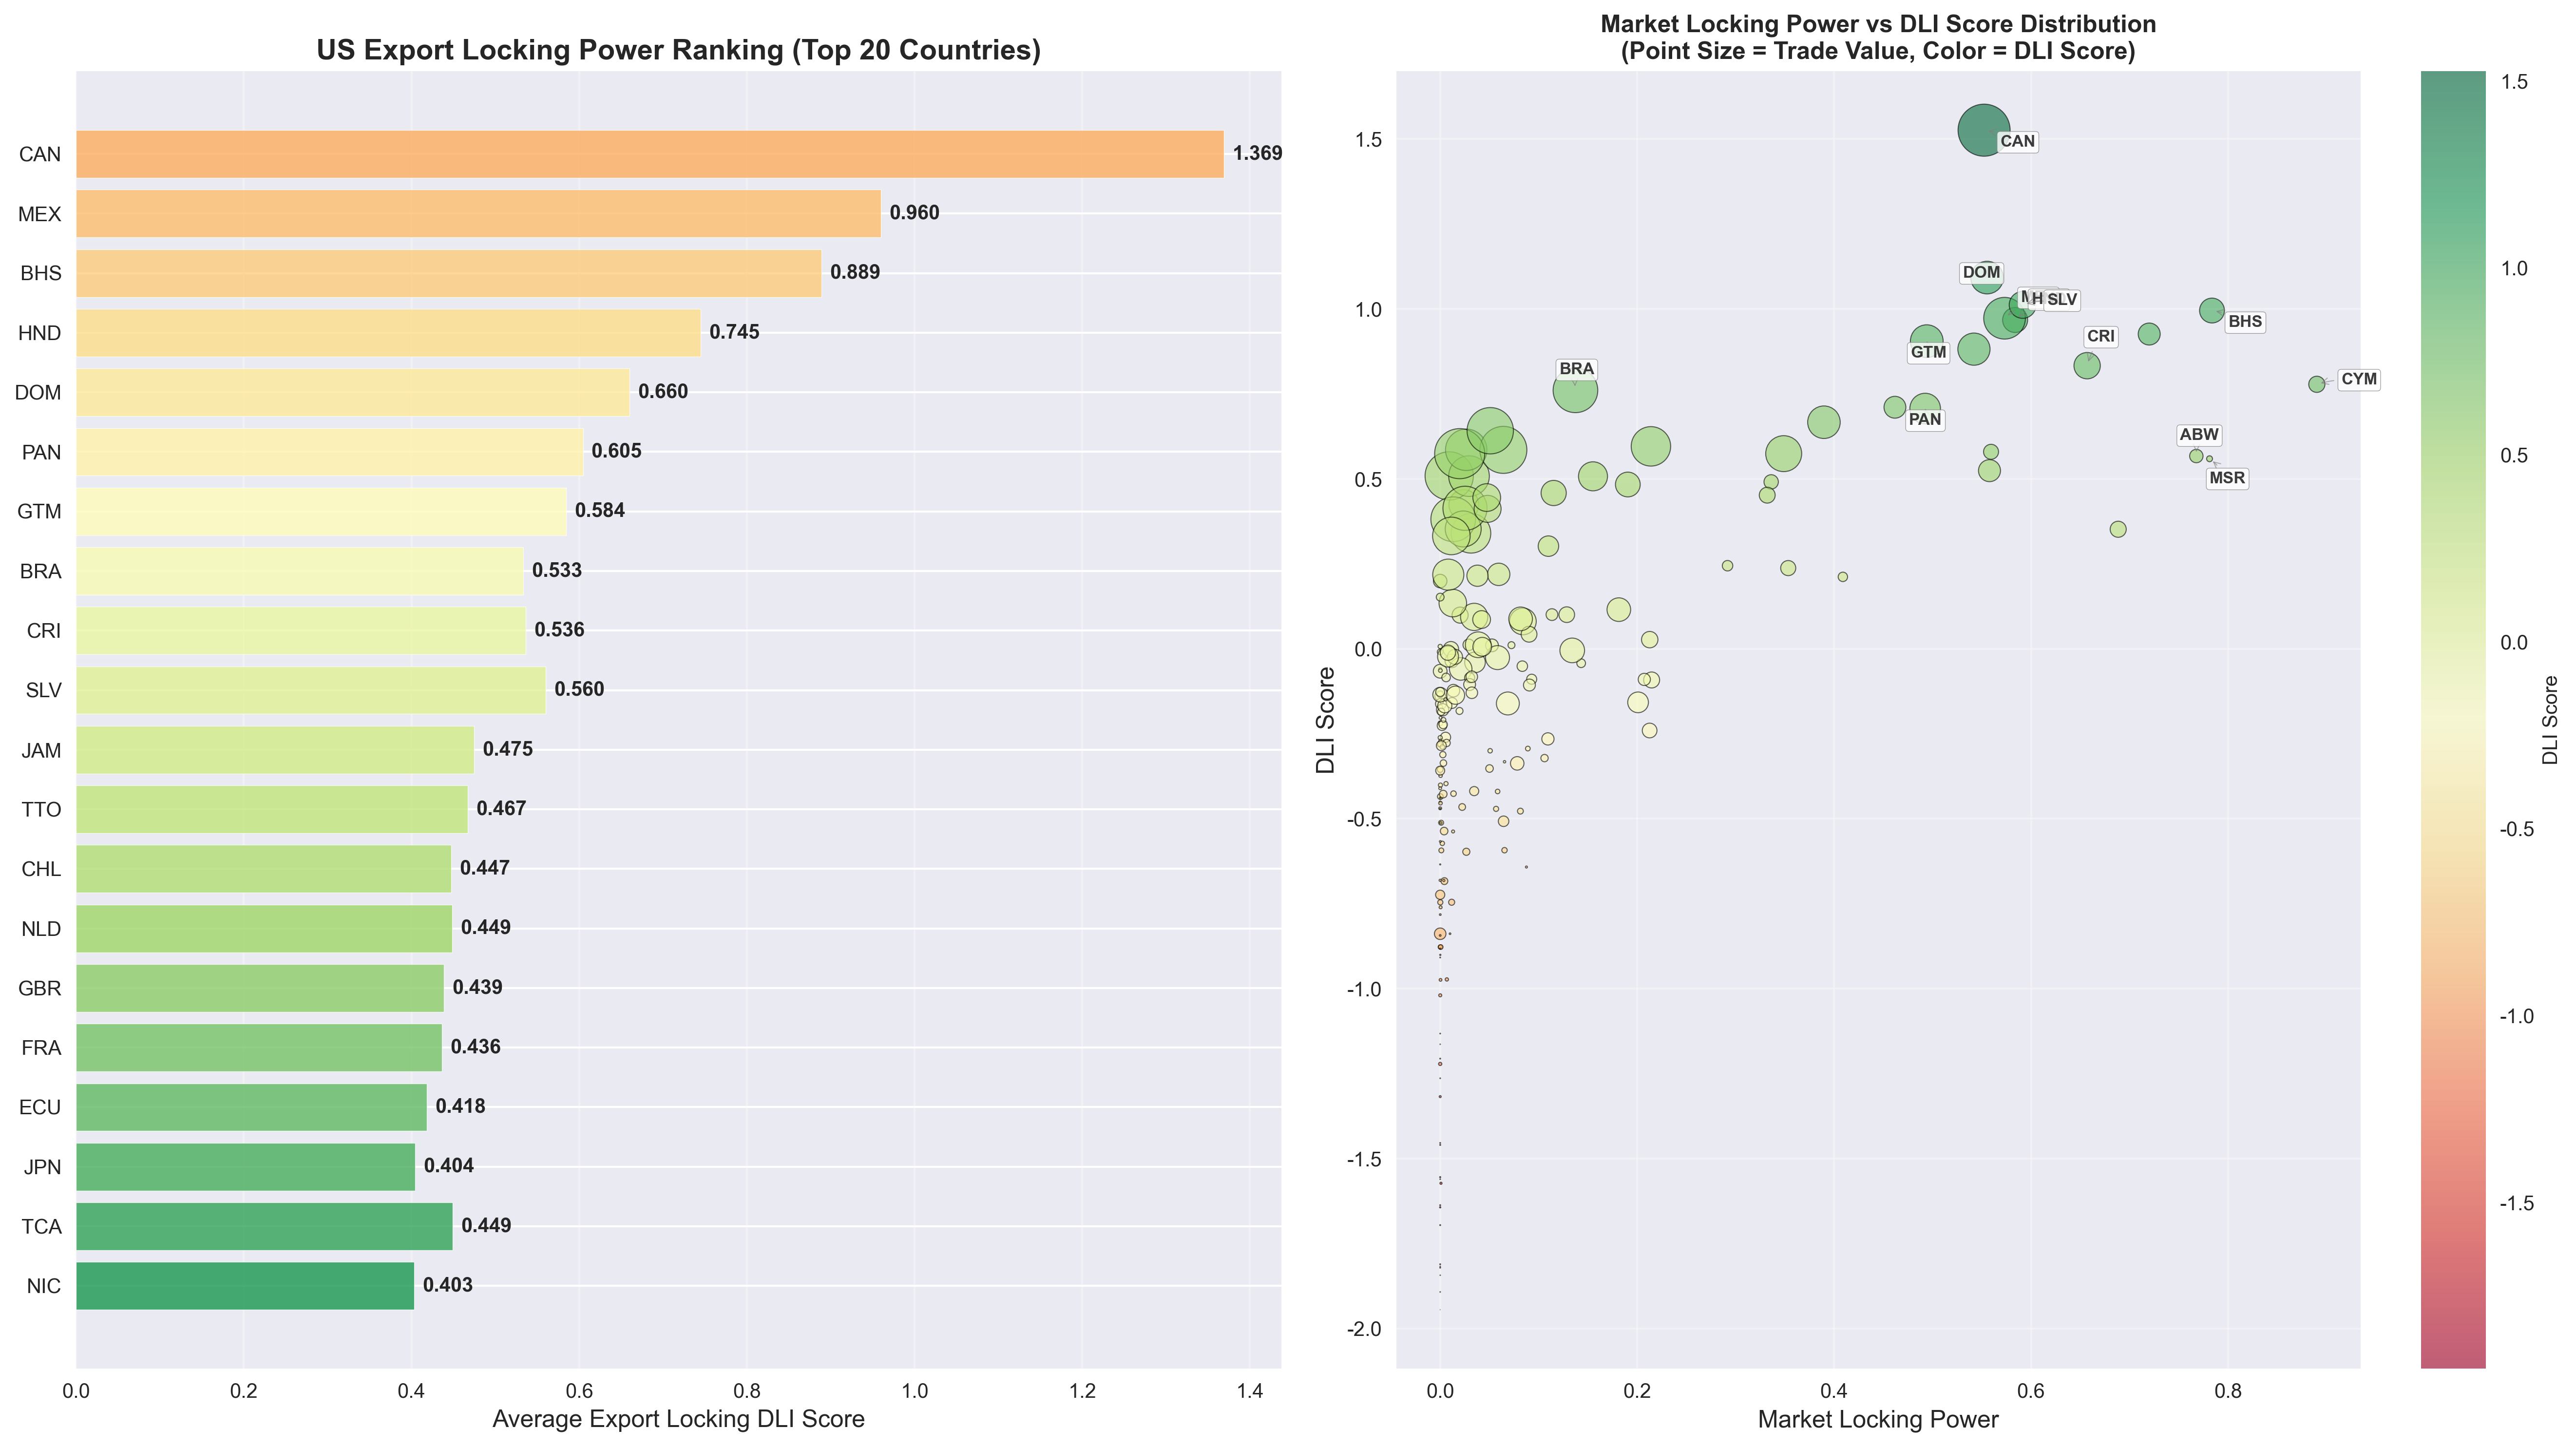 US Export Locking Power Ranking (Top 20 Countries)
CAN
1.369
MEX
0.960
BHS
0.889
HND
0.745
DOM
0.660
PAN
0.605
GTM
0.584
BRA
0.533
CRI
0.536
SLV
0.560
JAM
0.475
TTO
0.467
CHL
0.447
NLD
0.449
GBR
0.439
FRA
0.436
ECU
0.418
JPN
0.404
TCA
0.449
NIC
0.403
0.0 0.2 0.4 0.6 0.8 1.0 1.2 1.4
Average Export Locking DLI Score
Market Locking Power vs DLI Score Distribution
(Point Size = Trade Value, Color = DLI Score)
DLI Score
1.5
1.0
0.5
0.0
-0.5
-1.0
-1.5
-2.0
CAN
DOM
SLV
BHS
CRI
GTM
BRA
CYM
PAN
ABW
MSR
0.0 0.2 0.4 0.6 0.8
Market Locking Power
1.5
1.0
0.5
0.0
-0.5
-1.0
-1.5
DLI Score